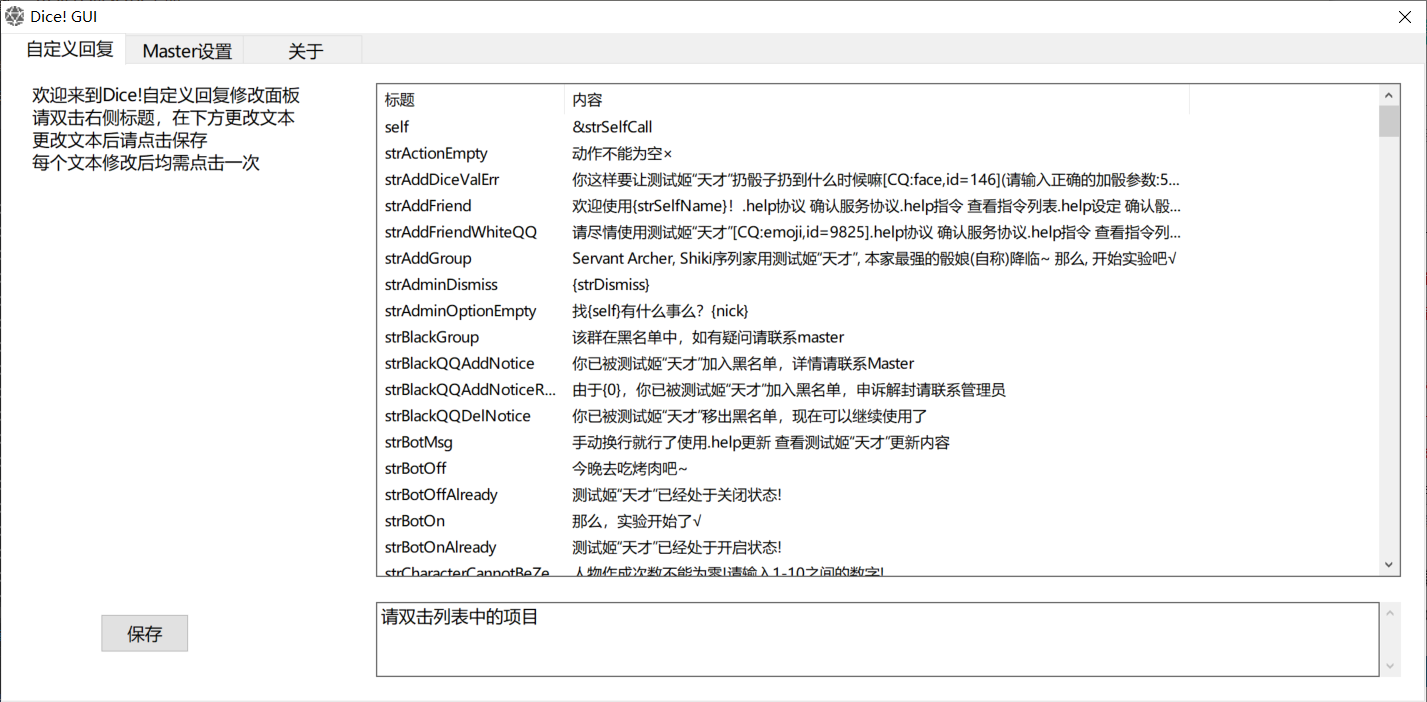 Dice! GUI
自定义回复 Master设置 关于
欢迎来到Dice!自定义回复修改面板
请双击右侧标题，在下方更改文本
更改文本后请点击保存
每个文本修改后均需点击一次
标题 内容
self &strSelfCall
strActionEmpty 动作不能为空×
strAddDiceValErr 你这样要让测试姬“天才”扔骰子扔到什么时候嘛[CQ:face,id=146](请输入正确的加骰参数:5...
strAddFriend 欢迎使用{strSelfName}！.help协议 确认服务协议.help指令 查看指令列表.help设定 确认骰...
strAddFriendWhiteQQ 请尽情使用测试姬“天才”[CQ:emoji,id=9825].help协议 确认服务协议.help指令 查看指令列...
strAddGroup Servant Archer, Shiki序列家用测试姬“天才”, 本家最强的骰娘(自称)降临~ 那么, 开始实验吧√
strAdminDismiss {strDismiss}
strAdminOptionEmpty 找{self}有什么事么？{nick}
strBlackGroup 该群在黑名单中，如有疑问请联系master
strBlackQQAddNotice 你已被测试姬“天才”加入黑名单，详情请联系Master
strBlackQQAddNoticeR... 由于{0}，你已被测试姬“天才”加入黑名单，申诉解封请联系管理员
strBlackQQDelNotice 你已被测试姬“天才”移出黑名单，现在可以继续使用了
strBotMsg 手动换行就行了使用.help更新 查看测试姬“天才”更新内容
strBotOff 今晚去吃烤肉吧~
strBotOffAlready 测试姬“天才”已经处于关闭状态!
strBotOn 那么，实验开始了√
strBotOnAlready 测试姬“天才”已经处于开启状态!
strCharacterCannotBeZe... 人物作成次数不能为零!请输入1-10之间的数字!
请双击列表中的项目
保存